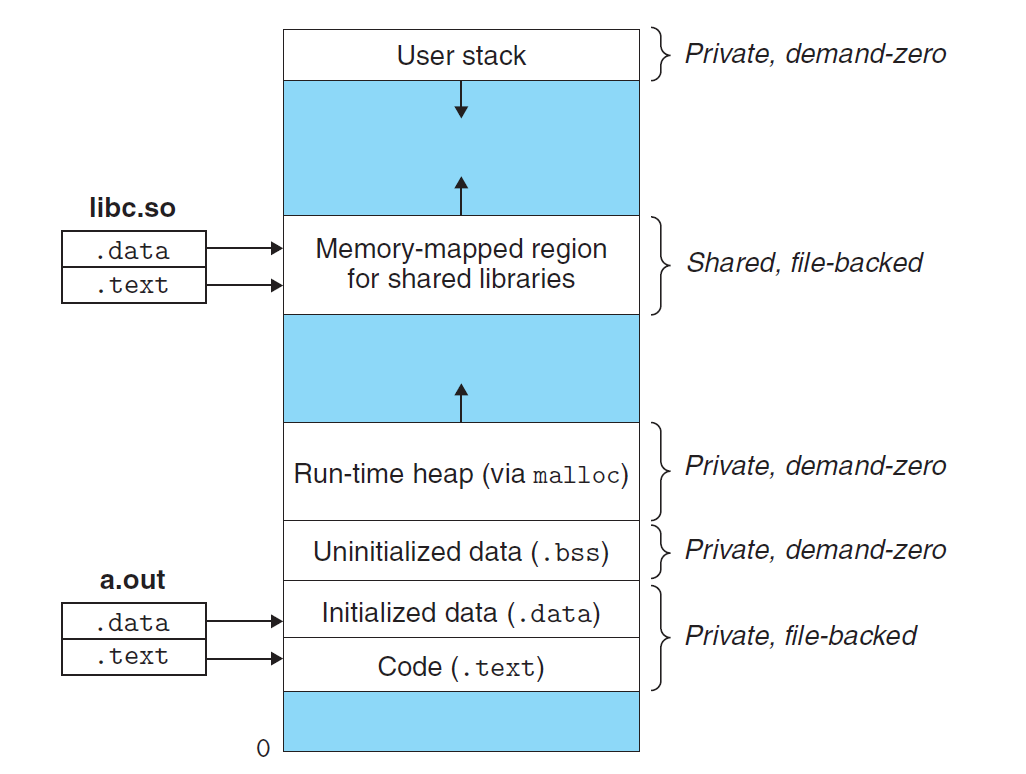 User stack
Private, demand-zero
libc.so
.data
.text
Memory-mapped region
for shared libraries
Shared, file-backed
Run-time heap (via malloc)
Private, demand-zero
Uninitialized data (.bss)
Private, demand-zero
a.out
.data
.text
Initialized data (.data)
Code (.text)
Private, file-backed
0